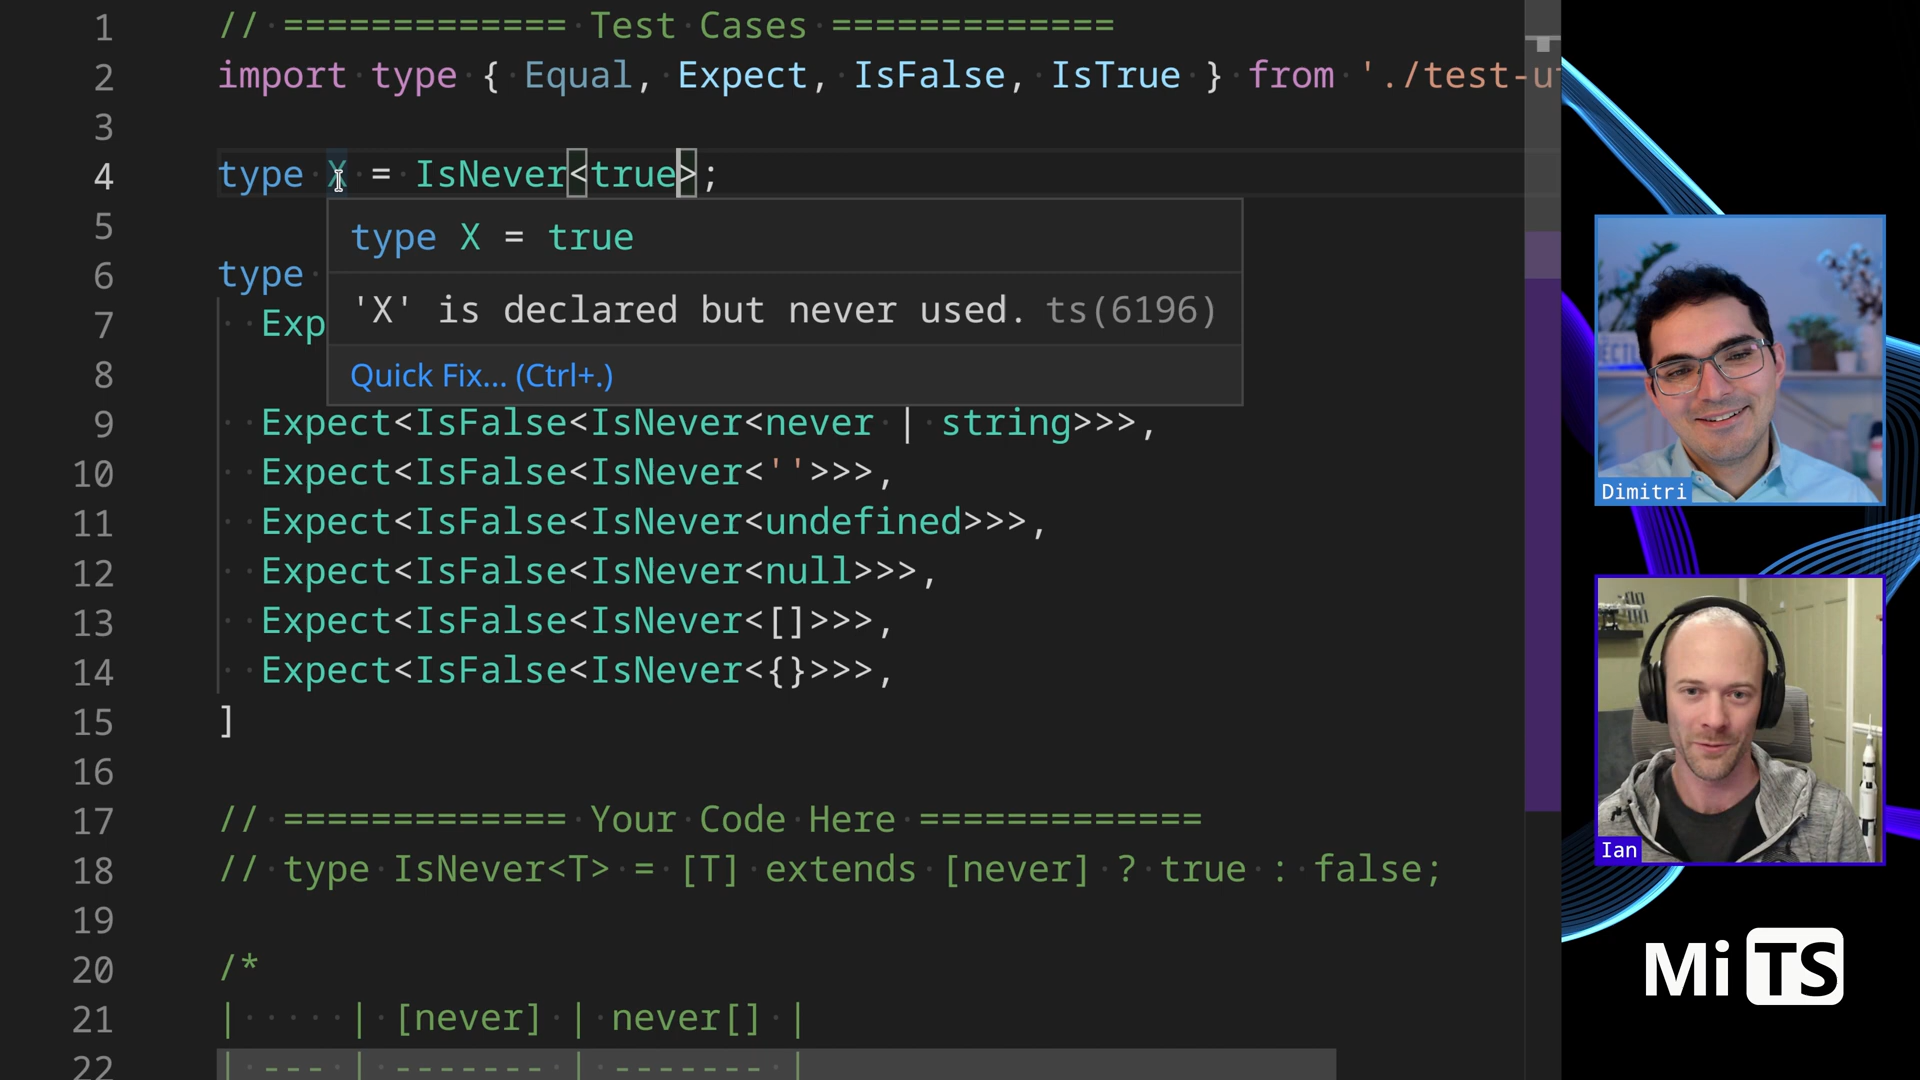 1 // ============= Test Cases =============
2 import type { Equal, Expect, IsFalse, IsTrue } from './test-u
3
4 type X = IsNever<true>;
type X = true
5
6 type
'X' is declared but never used. ts(6196)
7 Exp
8 Quick Fix... (Ctrl+.)
9 Expect<IsFalse<IsNever<never | string>>>,
10 Expect<IsFalse<IsNever<''>>>,
11 Expect<IsFalse<IsNever<undefined>>>,
12 Expect<IsFalse<IsNever<null>>>,
13 Expect<IsFalse<IsNever<[]>>>,
14 Expect<IsFalse<IsNever<{}>>>,
15 ]
16
17 // ============= Your Code Here =============
18 // type IsNever<T> = [T] extends [never] ? true : false;
19
20 /*
21 | | [never] | never[] |
22 | --- | ------- | ------- |
Dimitri
Ian
Mi TS